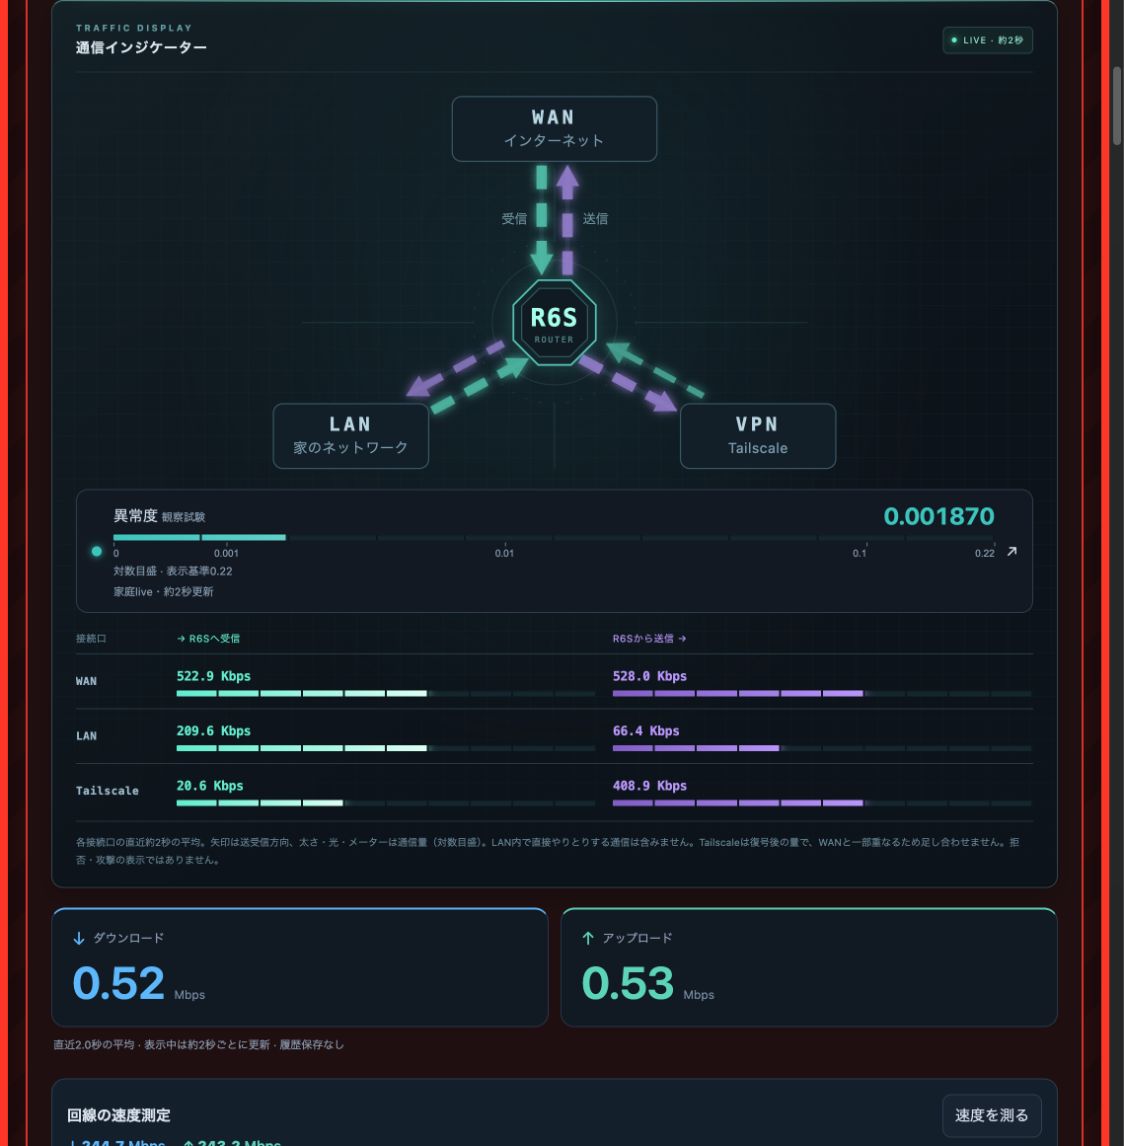 TRAFFIC DISPLAY
通信インジケーター
LIVE · 約2秒
WAN
インターネット
受信
送信
R6S
ROUTER
LAN
家のネットワーク
VPN
Tailscale
異常度 観察試験
0.001870
0 0.001 0.01 0.1 0.22
対数目盛 · 表示基準0.22
家庭live · 約2秒更新
接続口 → R6Sへ受信 R6Sから送信 →
WAN 522.9 Kbps 528.0 Kbps
LAN 209.6 Kbps 66.4 Kbps
Tailscale 20.6 Kbps 408.9 Kbps
各接続口の直近約2秒の平均。矢印は送受信方向、太さ・光・メーターは通信量（対数目盛）。LAN内で直接やりとりする通信は含みません。Tailscaleは復号後の量で、WANと一部重なるため足し合わせません。拒
否・攻撃の表示ではありません。
↓ ダウンロード
0.52 Mbps
↑ アップロード
0.53 Mbps
直近2.0秒の平均 · 表示中は約2秒ごとに更新 · 履歴保存なし
回線の速度測定
速度を測る
↓ 244.7 Mbps ↑ 243.2 Mbps